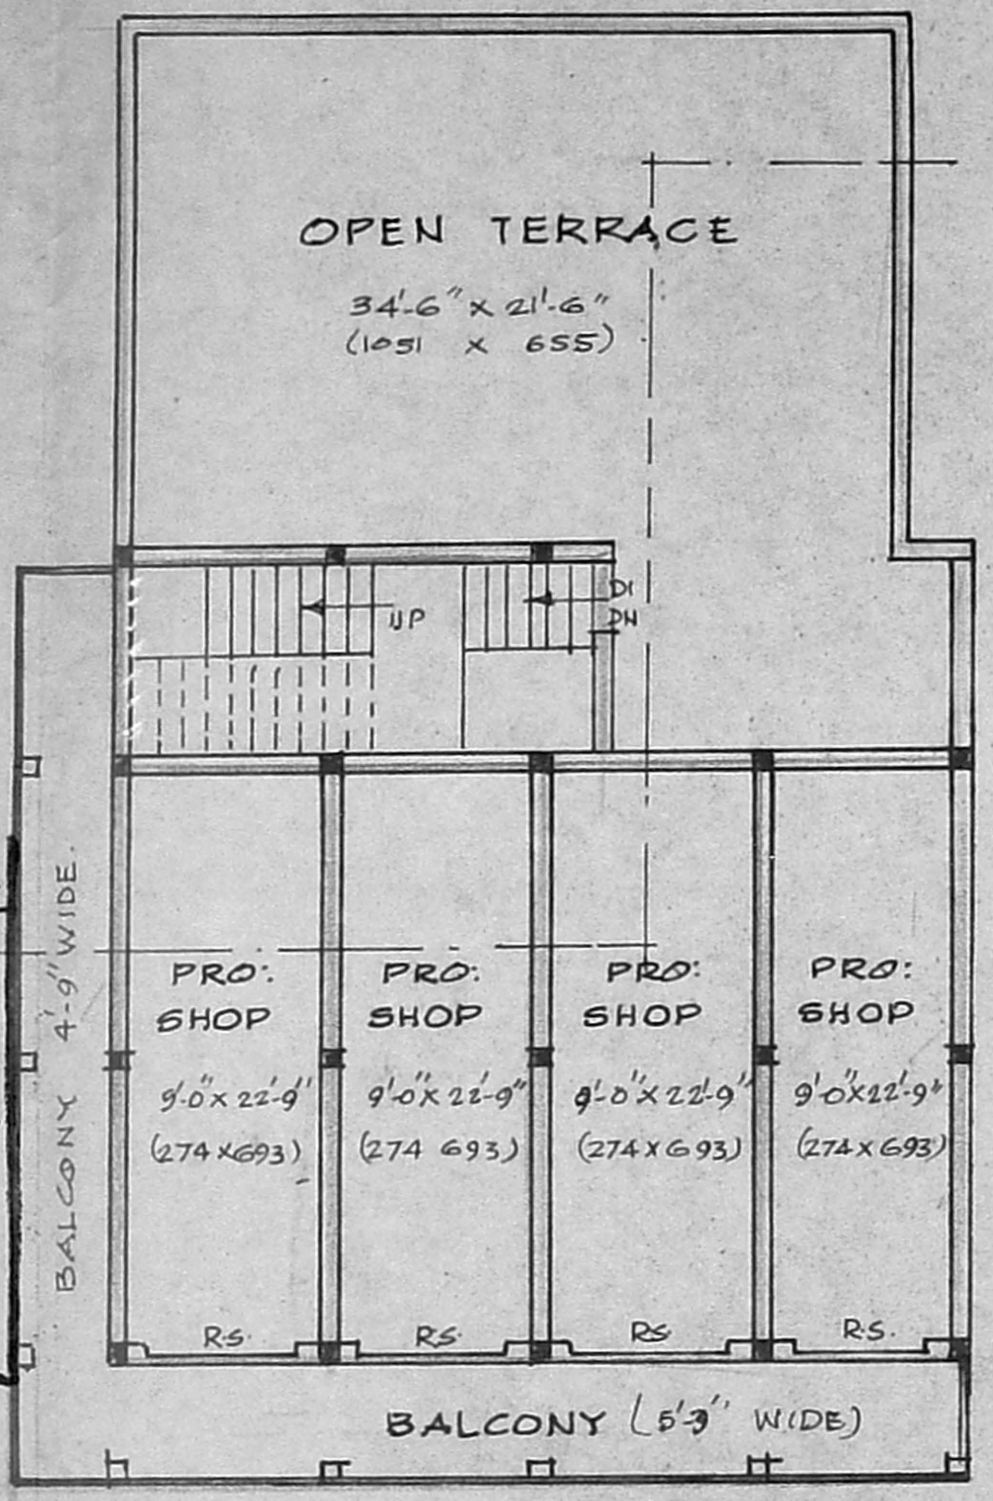 OPEN TERRACE
34'-6" x 21'-6"
(1051 x 655)
UP
D1
DN
BALCONY 4'-9" WIDE.
PRO:
SHOP
9'-0" x 22'-9"
(274 x 693)
PRO:
SHOP
9'-0" x 22'-9"
(274 693)
PRO:
SHOP
9'-0" x 22'-9"
(274 x 693)
PRO:
SHOP
9'-0" x 22'-9"
(274 x 693)
R.S.
R.S.
R.S.
R.S.
BALCONY (5'-3" WIDE)